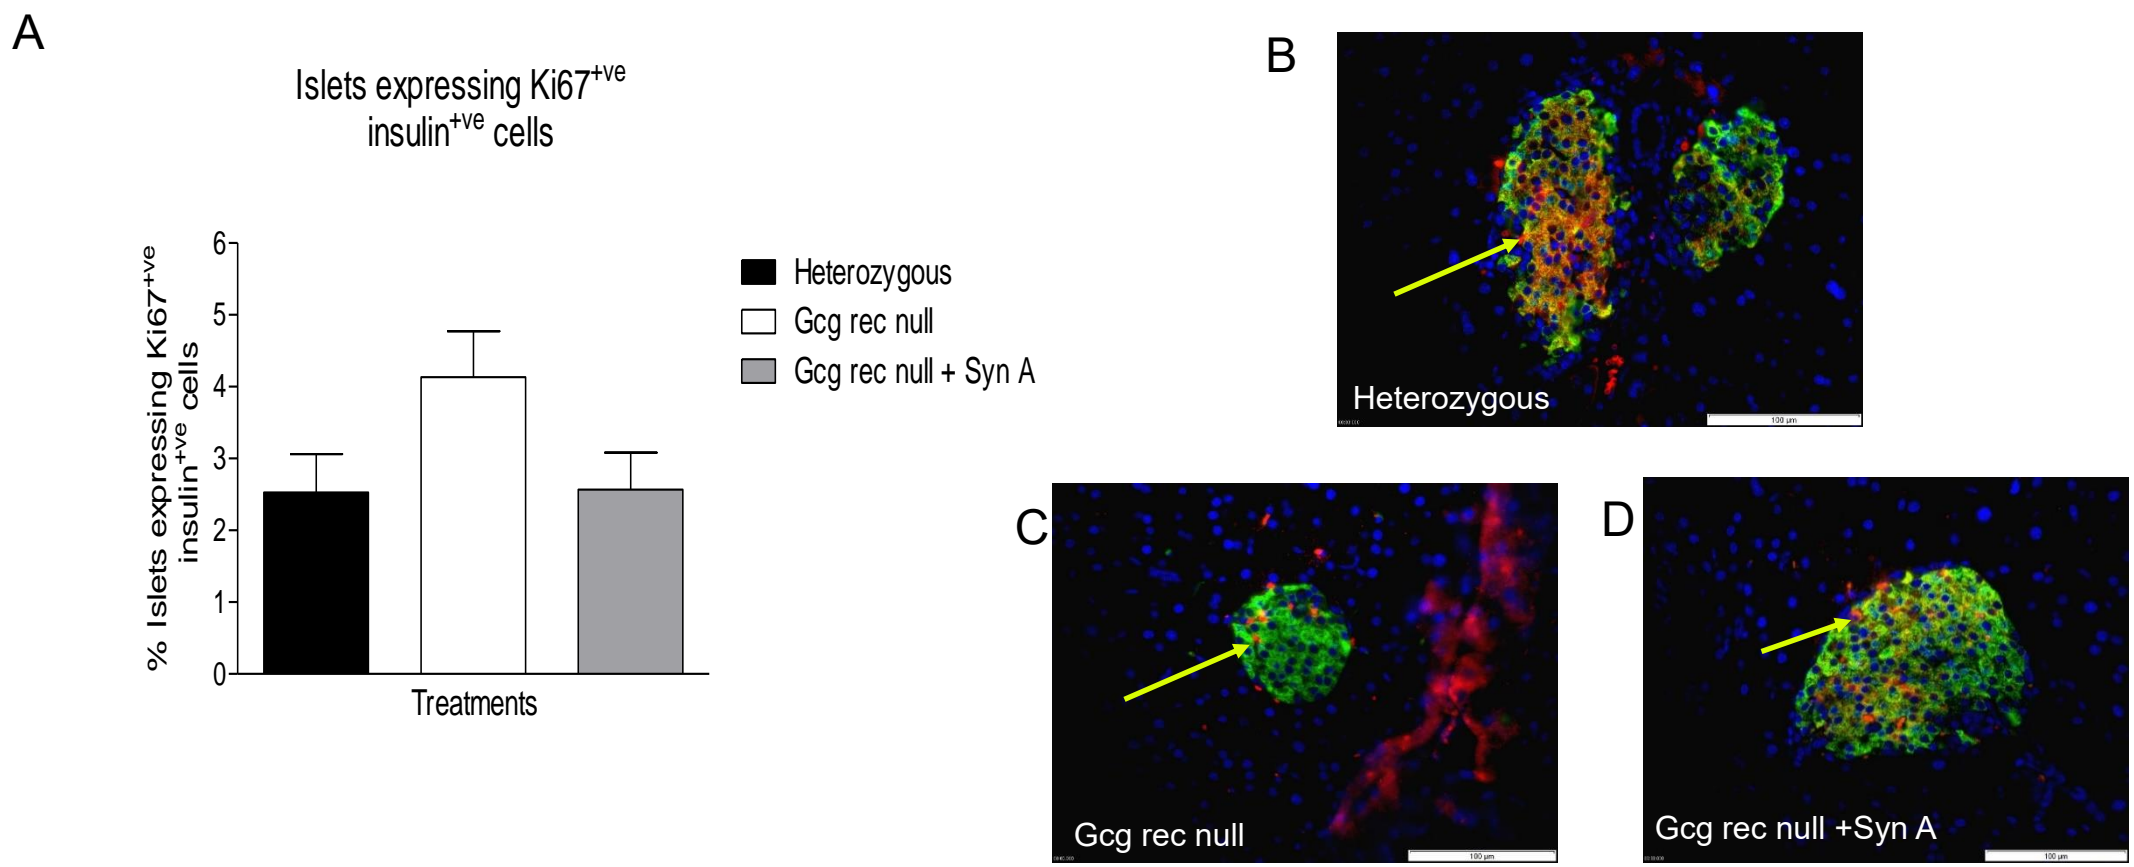 A
Islets expressing Ki67+ve
insulin+ve cells
% Islets expressing Ki67+ve
insulin+ve cells
6
5
4
3
2
1
0
Treatments
Heterozygous
Gcg rec null
Gcg rec null + Syn A
B
Heterozygous
100 µm
C
Gcg rec null
100 µm
D
Gcg rec null +Syn A
100 µm